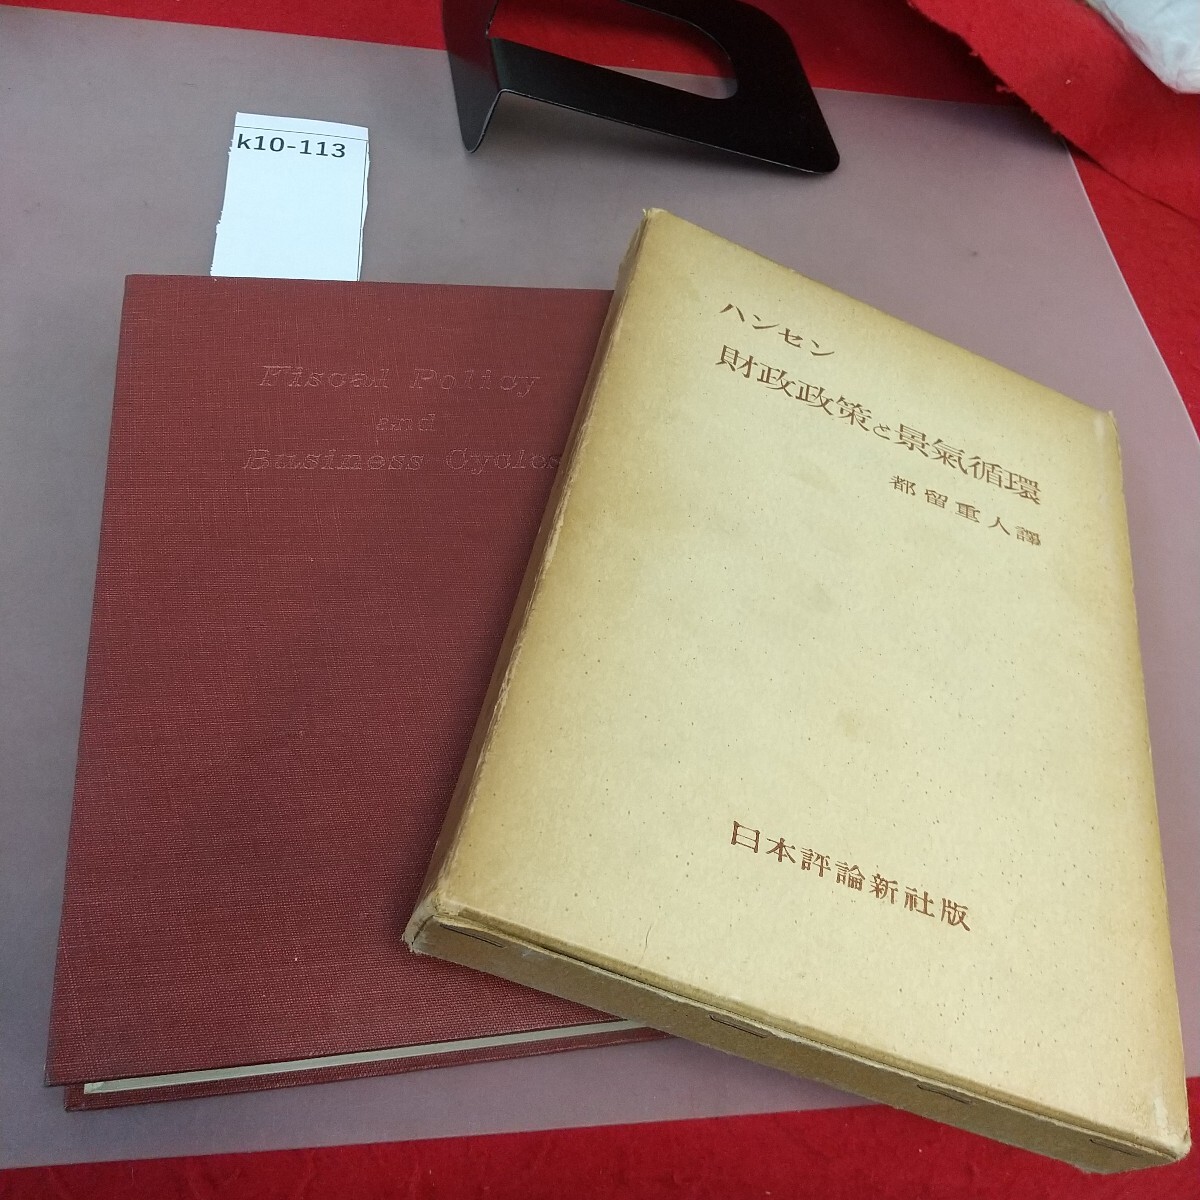 k10-113
Fiscal Policy
and
Business Cycles
ハンセン
財政政策と景氣循環
都留重人譯
日本評論新社版